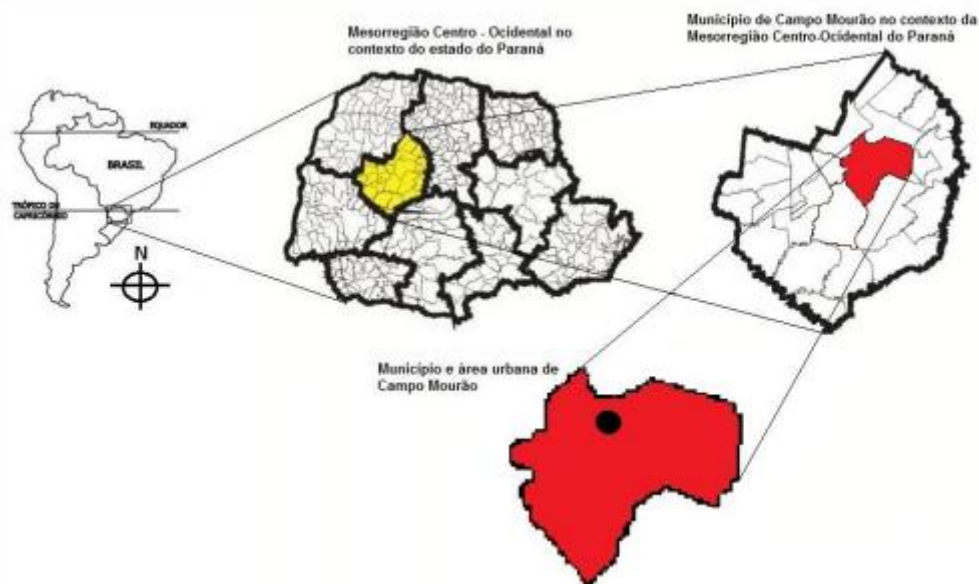 Mesorregião Centro - Ocidental no
contexto do estado do Paraná
Município de Campo Mourão no contexto da
Mesorregião Centro-Ocidental do Paraná
EQUADOR
BRASIL
TRÓPICO DE
CAPRICÓRNIO
N
Município e área urbana de
Campo Mourão